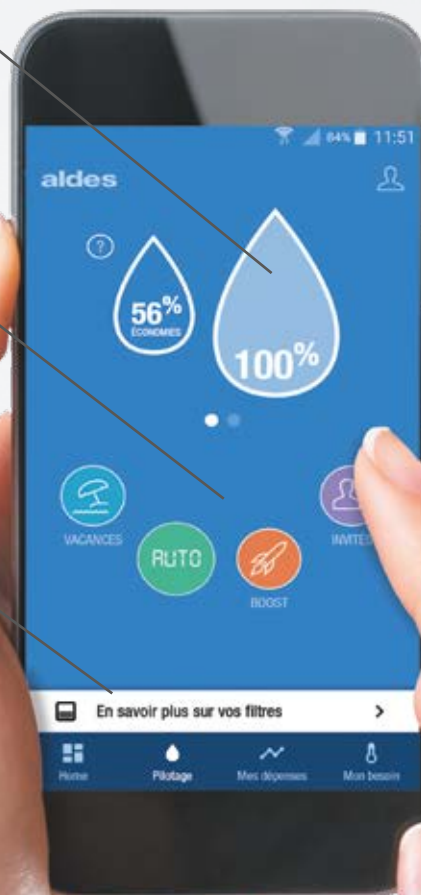 64% 11:51
aldes
?
56%
ÉCONOMIES
100%
VACANCES
AUTO
BOOST
INVITES
En savoir plus sur vos filtres
Home
Pilotage
Mes dépenses
Mon besoin